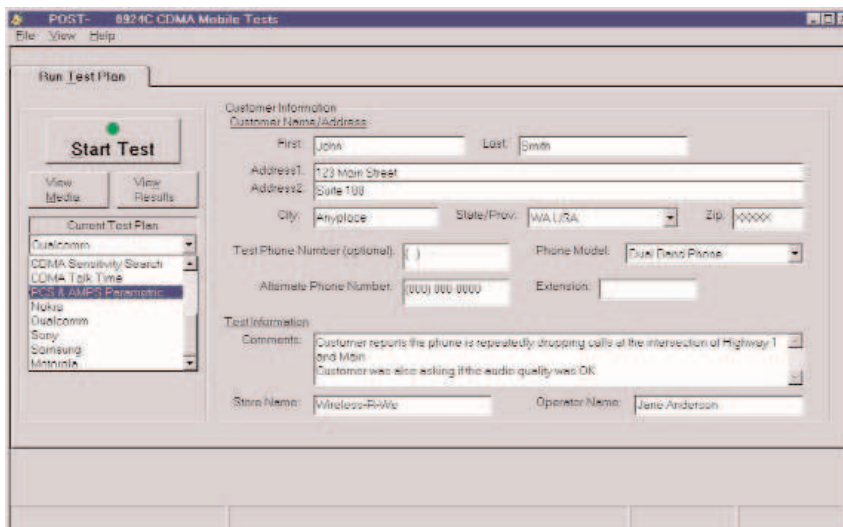 POST- 8924C CDMA Mobile Tests
File View Help
Run Test Plan
Start Test
View Media
View Results
Current Test Plan
Qualcomm
CDMA Sensitivity Search
CDMA Talk Time
PCS & AMPS Parametric
Nokia
Qualcomm
Sony
Samsung
Motorola
Customer Information
Customer Name/Address
First: John Last: Smith
Address1: 123 Main Street
Address2: Suite 100
City: Anyplace State/Prov: WA USA Zip: XXXXX
Test Phone Number (optional): ( ) Phone Model: Dual Band Phone
Alternate Phone Number: (000) 000-0000 Extension:
Test Information
Comments: Customer reports the phone is repeatedly dropping calls at the intersection of Highway 1
and Main
Customer was also asking if the audio quality was OK
Store Name: Wireless-R-We Operator Name: Jane Anderson